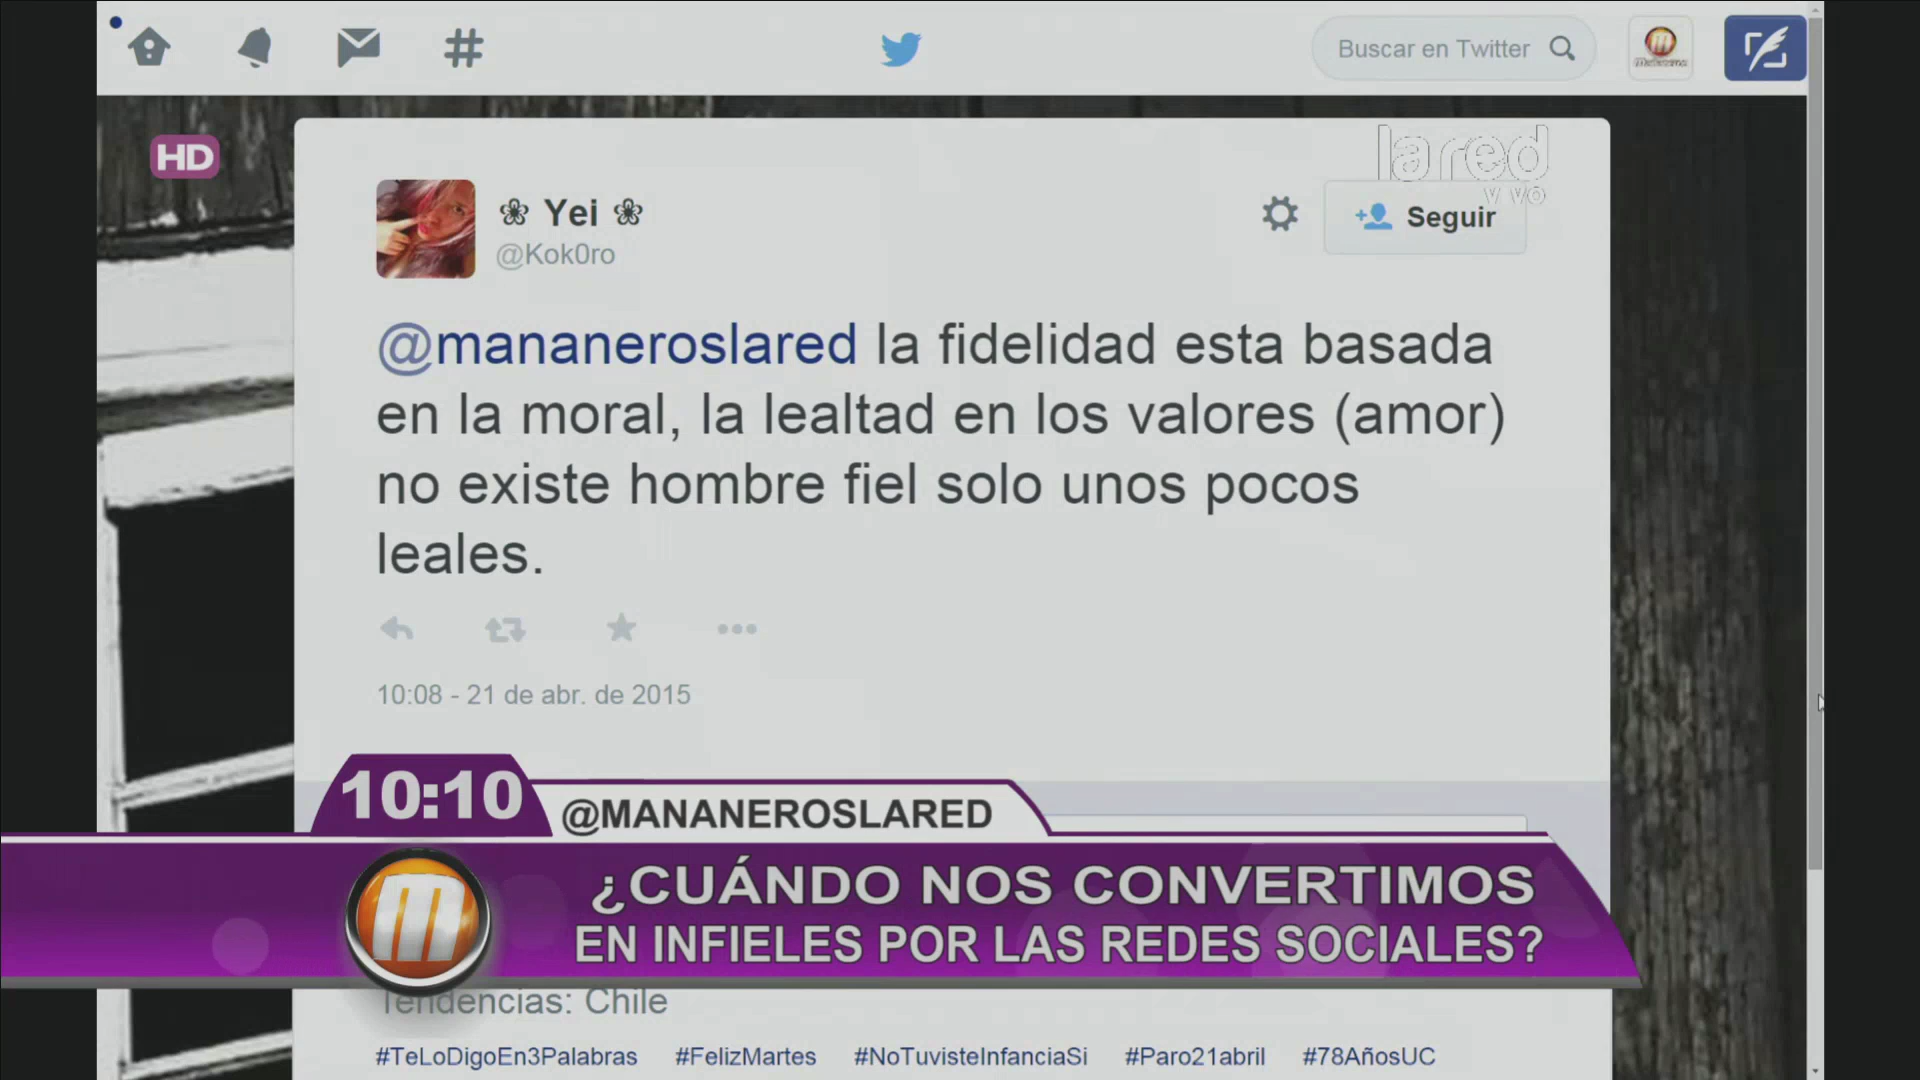 Buscar en Twitter
HD
la red
vivo
❀ Yei ❀
@Kok0ro
Seguir
@mananeroslared la fidelidad esta basada
en la moral, la lealtad en los valores (amor)
no existe hombre fiel solo unos pocos
leales.
10:08 - 21 de abr. de 2015
10:10
@MANANEROSLARED
¿CUÁNDO NOS CONVERTIMOS
EN INFIELES POR LAS REDES SOCIALES?
m
Tendencias: Chile
#TeLoDigoEn3Palabras #FelizMartes #NoTuvisteInfanciaSi #Paro21abril #78AñosUC